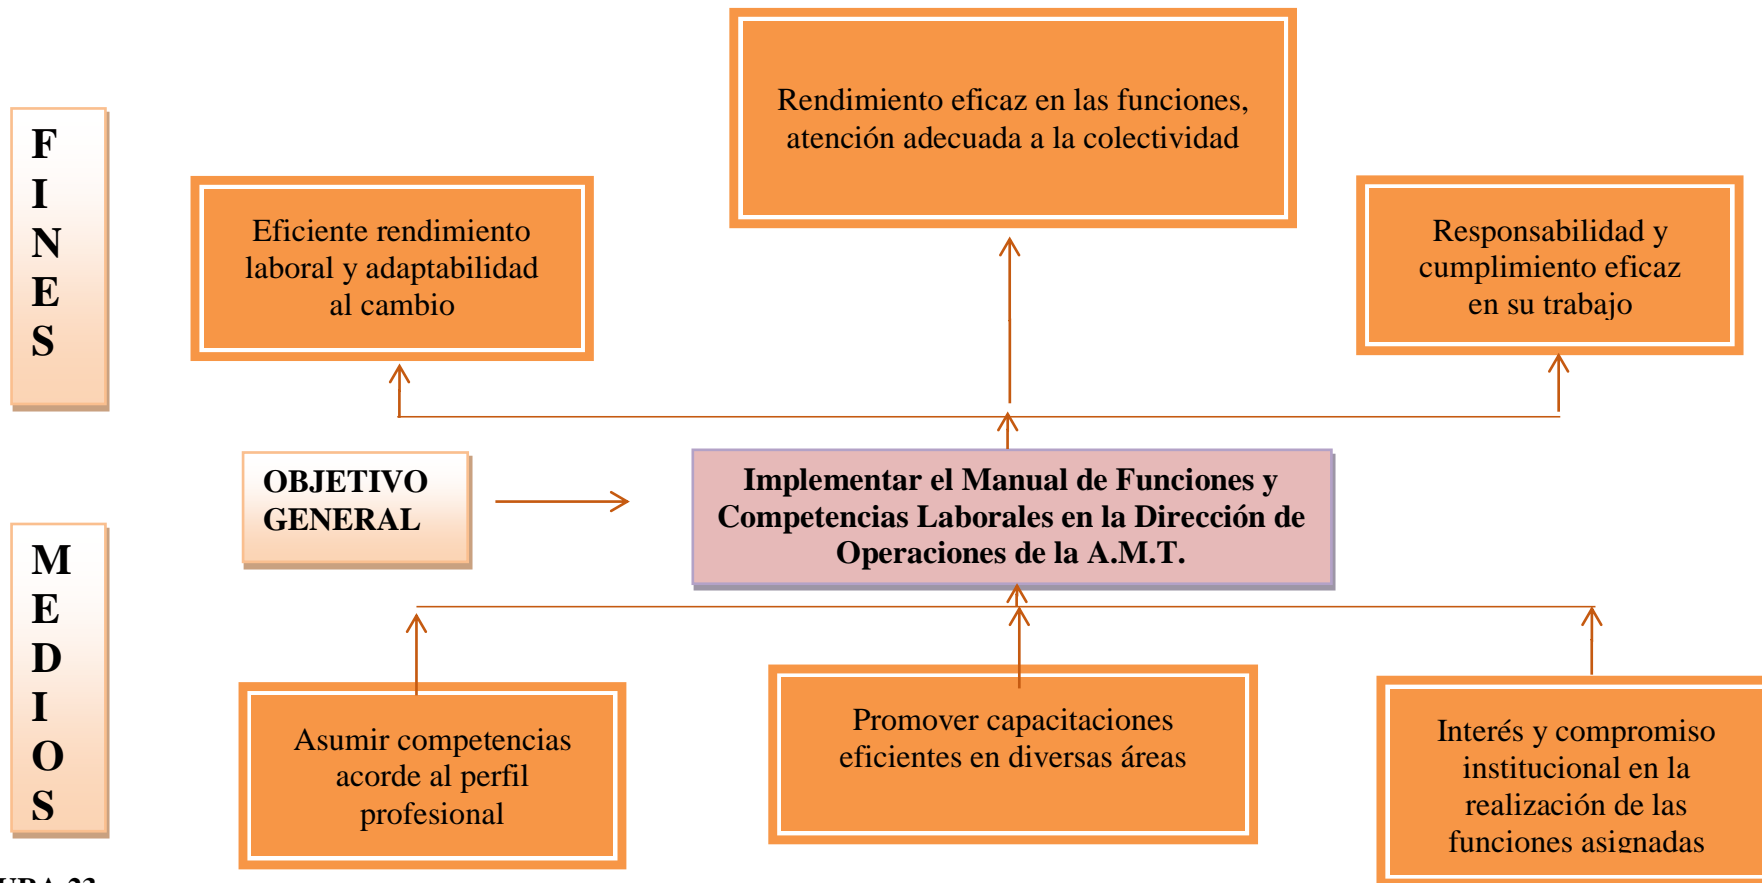 F
I
N
E
S
Rendimiento eficaz en las funciones,
atención adecuada a la colectividad
Eficiente rendimiento
laboral y adaptabilidad
al cambio
Responsabilidad y
cumplimiento eficaz
en su trabajo
OBJETIVO
GENERAL
Implementar el Manual de Funciones y
Competencias Laborales en la Dirección de
Operaciones de la A.M.T.
M
E
D
I
O
S
Asumir competencias
acorde al perfil
profesional
Promover capacitaciones
eficientes en diversas áreas
Interés y compromiso
institucional en la
realización de las
funciones asignadas
23